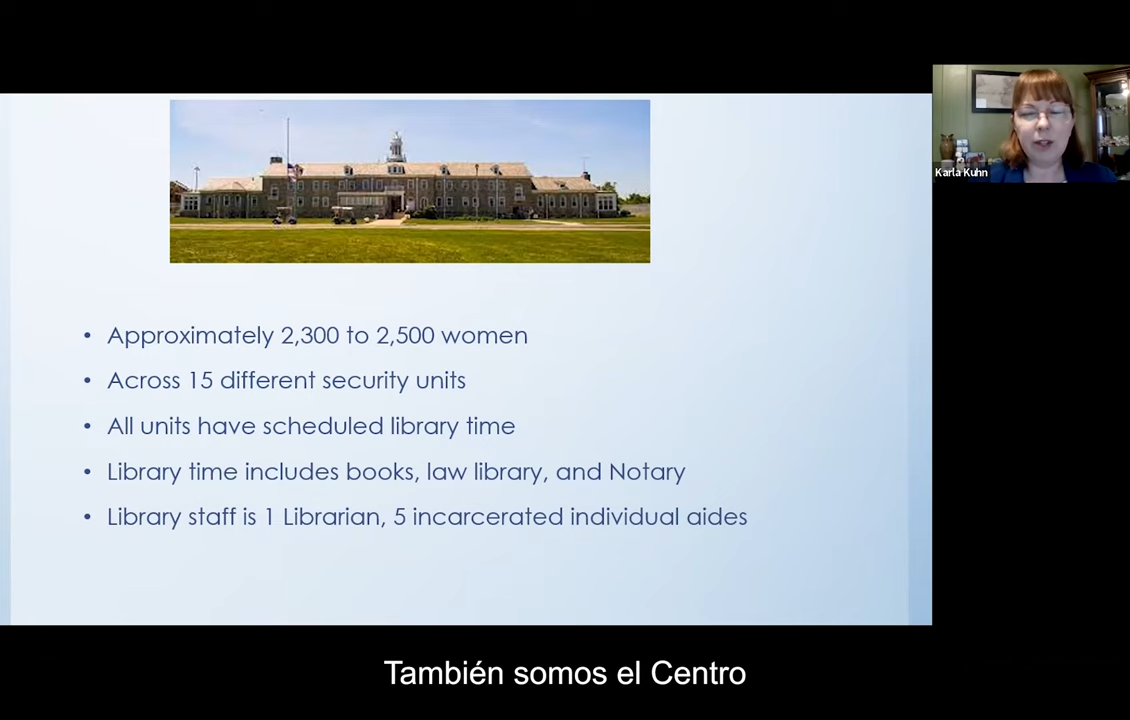 Karla Kuhn
• Approximately 2,300 to 2,500 women
• Across 15 different security units
• All units have scheduled library time
• Library time includes books, law library, and Notary
• Library staff is 1 Librarian, 5 incarcerated individual aides
También somos el Centro